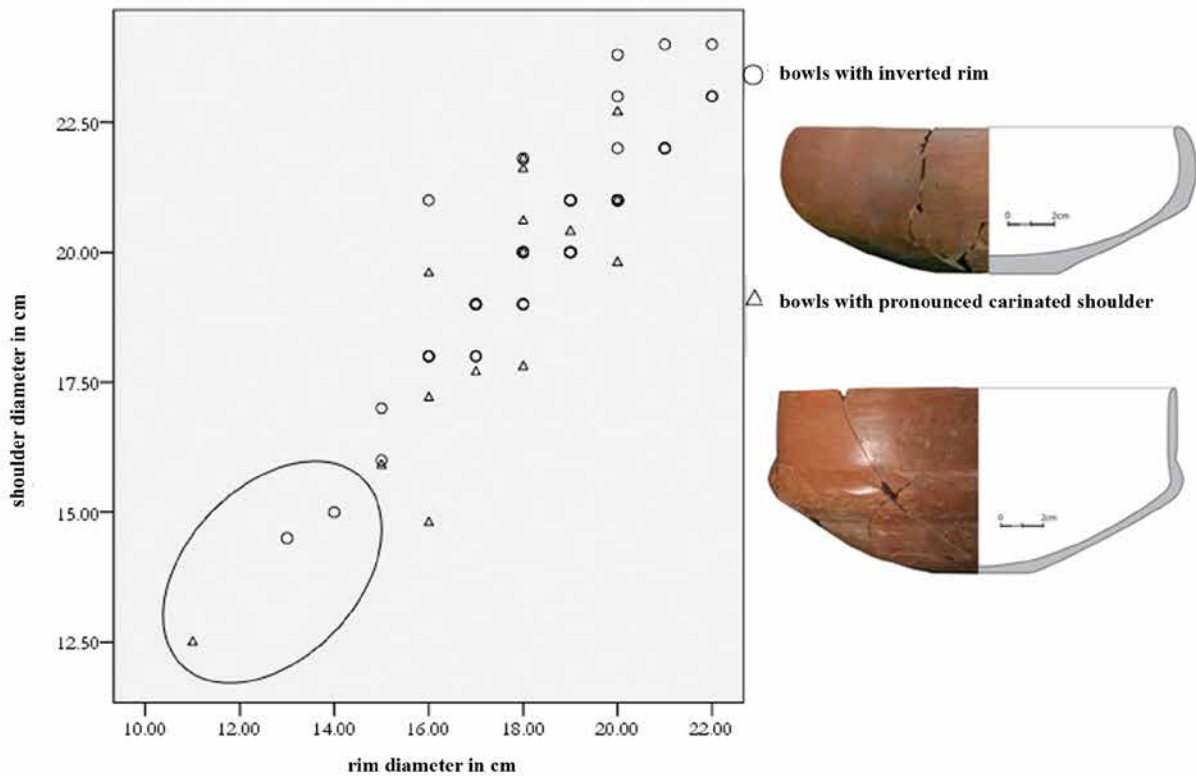 22.50
20.00
17.50
15.00
12.50
10.00 12.00 14.00 16.00 18.00 20.00 22.00
shoulder diameter in cm
rim diameter in cm
bowls with inverted rim
0 2cm
bowls with pronounced carinated shoulder
0 2cm